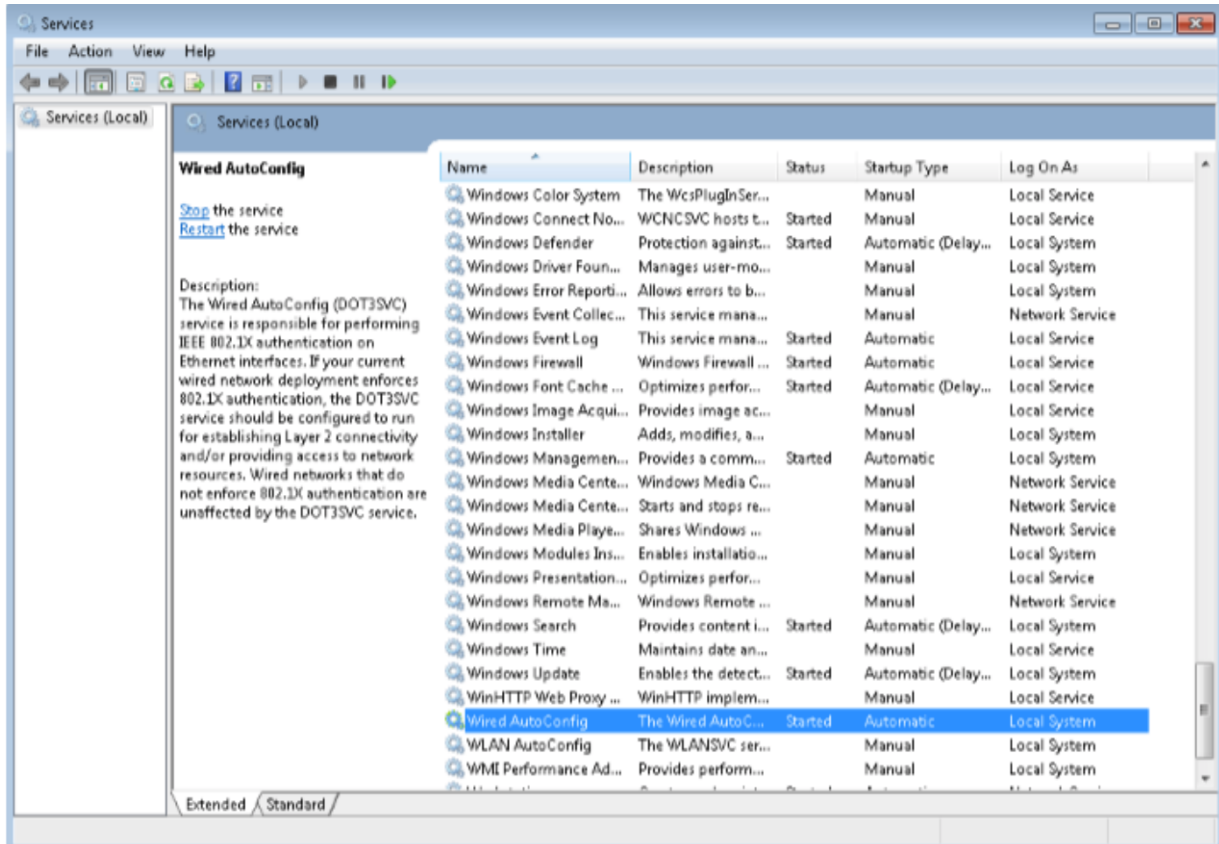 Services
File Action View Help
Services (Local)
Services (Local)
Wired AutoConfig
Stop the service
Restart the service
Description:
The Wired AutoConfig (DOT3SVC)
service is responsible for performing
IEEE 802.1X authentication on
Ethernet interfaces. If your current
wired network deployment enforces
802.1X authentication, the DOT3SVC
service should be configured to run
for establishing Layer 2 connectivity
and/or providing access to network
resources. Wired networks that do
not enforce 802.1X authentication are
unaffected by the DOT3SVC service.
Name Description Status Startup Type Log On As
Windows Color System The WcsPlugInSer... Manual Local Service
Windows Connect No... WCNCSVC hosts t... Started Manual Local Service
Windows Defender Protection against... Started Automatic (Delay... Local System
Windows Driver Foun... Manages user-mo... Manual Local System
Windows Error Reporti... Allows errors to b... Manual Local System
Windows Event Collec... This service mana... Manual Network Service
Windows Event Log This service mana... Started Automatic Local Service
Windows Firewall Windows Firewall ... Started Automatic Local Service
Windows Font Cache ... Optimizes perfor... Started Automatic (Delay... Local Service
Windows Image Acqui... Provides image ac... Manual Local Service
Windows Installer Adds, modifies, a... Manual Local System
Windows Managemen... Provides a comm... Started Automatic Local System
Windows Media Cente... Windows Media C... Manual Network Service
Windows Media Cente... Starts and stops re... Manual Network Service
Windows Media Playe... Shares Windows ... Manual Network Service
Windows Modules Ins... Enables installatio... Manual Local System
Windows Presentation... Optimizes perfor... Manual Local Service
Windows Remote Ma... Windows Remote ... Manual Network Service
Windows Search Provides content i... Started Automatic (Delay... Local System
Windows Time Maintains date an... Manual Local Service
Windows Update Enables the detect... Started Automatic (Delay... Local System
WinHTTP Web Proxy ... WinHTTP implem... Manual Local Service
Wired AutoConfig The Wired AutoC... Started Automatic Local System
WLAN AutoConfig The WLANSVC ser... Manual Local System
WMI Performance Ad... Provides perform... Manual Local System
Extended Standard